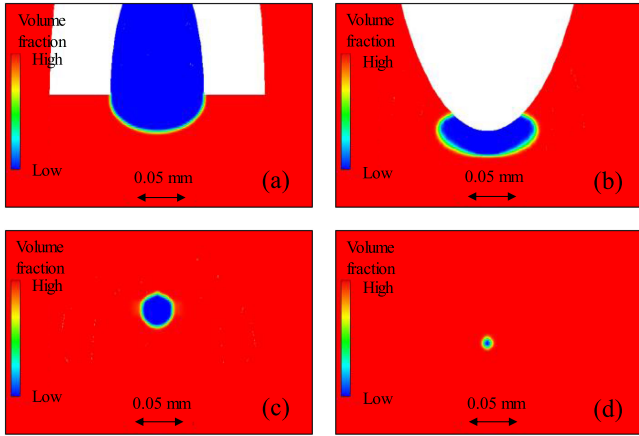 Volume
fraction
High
Low
0.05 mm
(a)
Volume
fraction
High
Low
0.05 mm
(b)
Volume
fraction
High
Low
0.05 mm
(c)
Volume
fraction
High
Low
0.05 mm
(d)